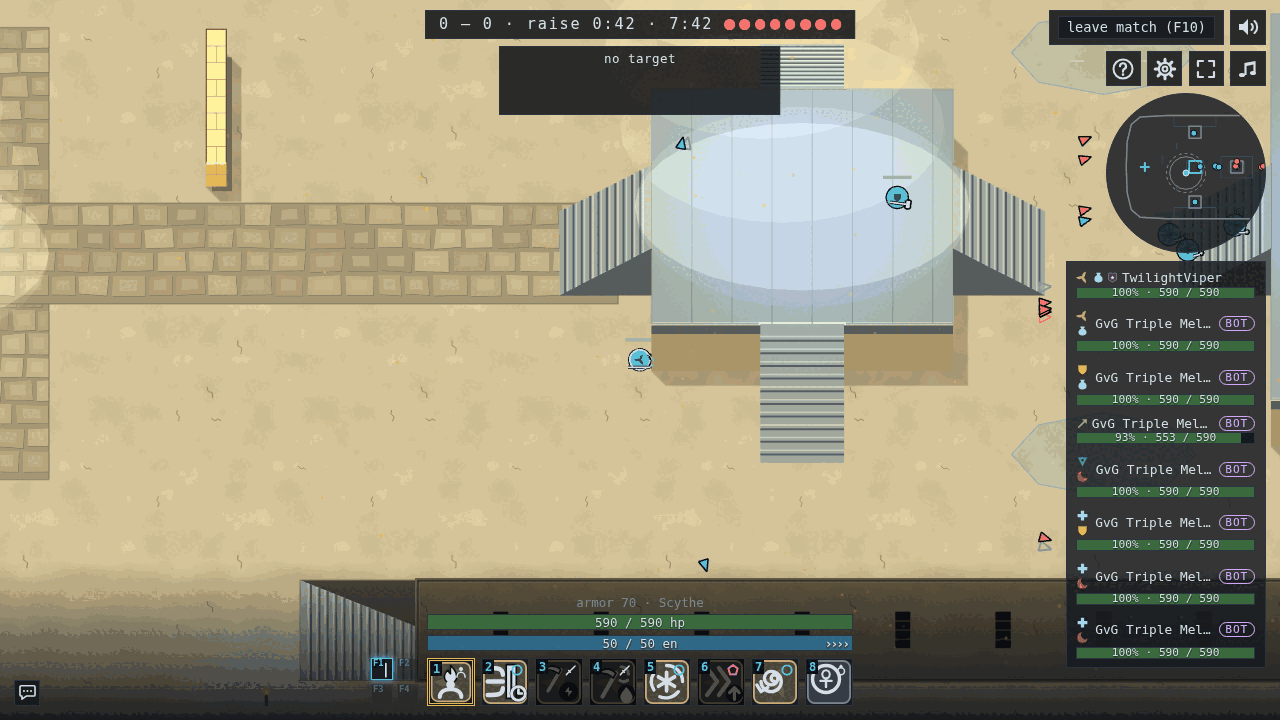 0 — 0 · raise 0:42 · 7:42
leave match (F10)
no target
TwilightViper
100% · 590 / 590
GvG Triple Mel… BOT
100% · 590 / 590
GvG Triple Mel… BOT
100% · 590 / 590
GvG Triple Mel… BOT
93% · 553 / 590
GvG Triple Mel… BOT
100% · 590 / 590
GvG Triple Mel… BOT
100% · 590 / 590
GvG Triple Mel… BOT
100% · 590 / 590
GvG Triple Mel… BOT
100% · 590 / 590
armor 70 · Scythe
590 / 590 hp
50 / 50 en ››››
F1 F2
F3 F4
1 2 3 4 5 6 7 8